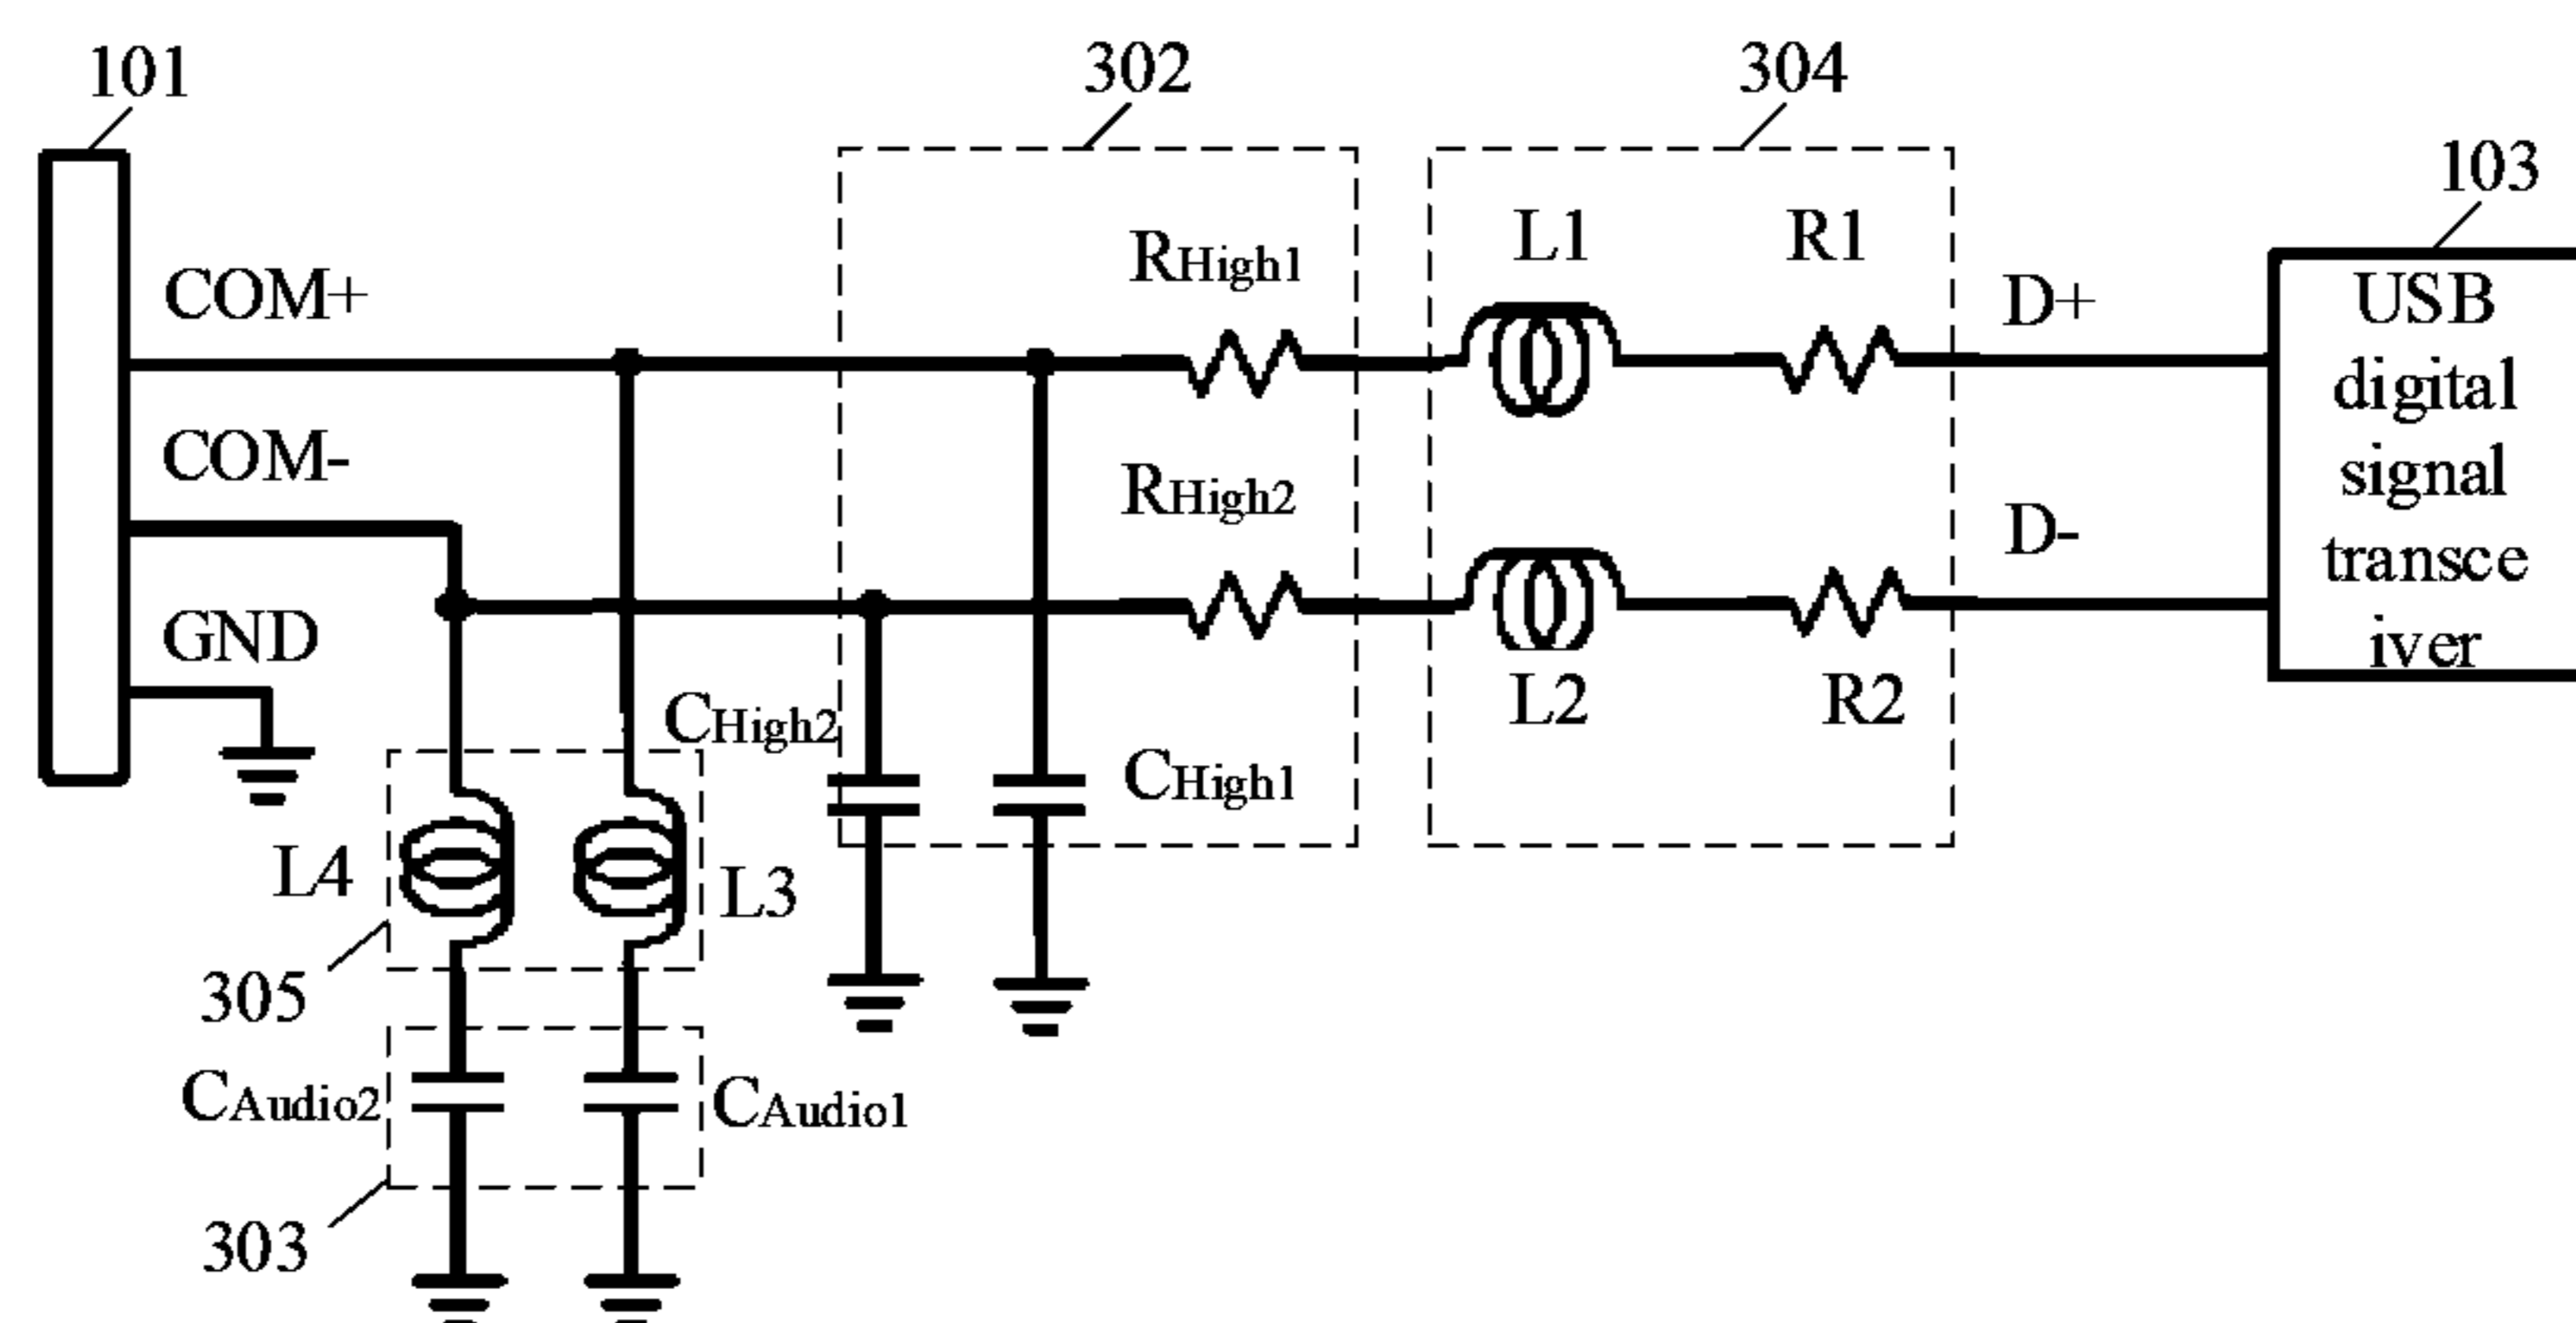 101
302
304
103
RHigh1
L1
R1
D+
COM+
USB
digital
signal
transce
iver
COM-
RHigh2
D-
GND
CHigh2
L2
R2
CHigh1
L4
L3
305
CAudio2
CAudio1
303